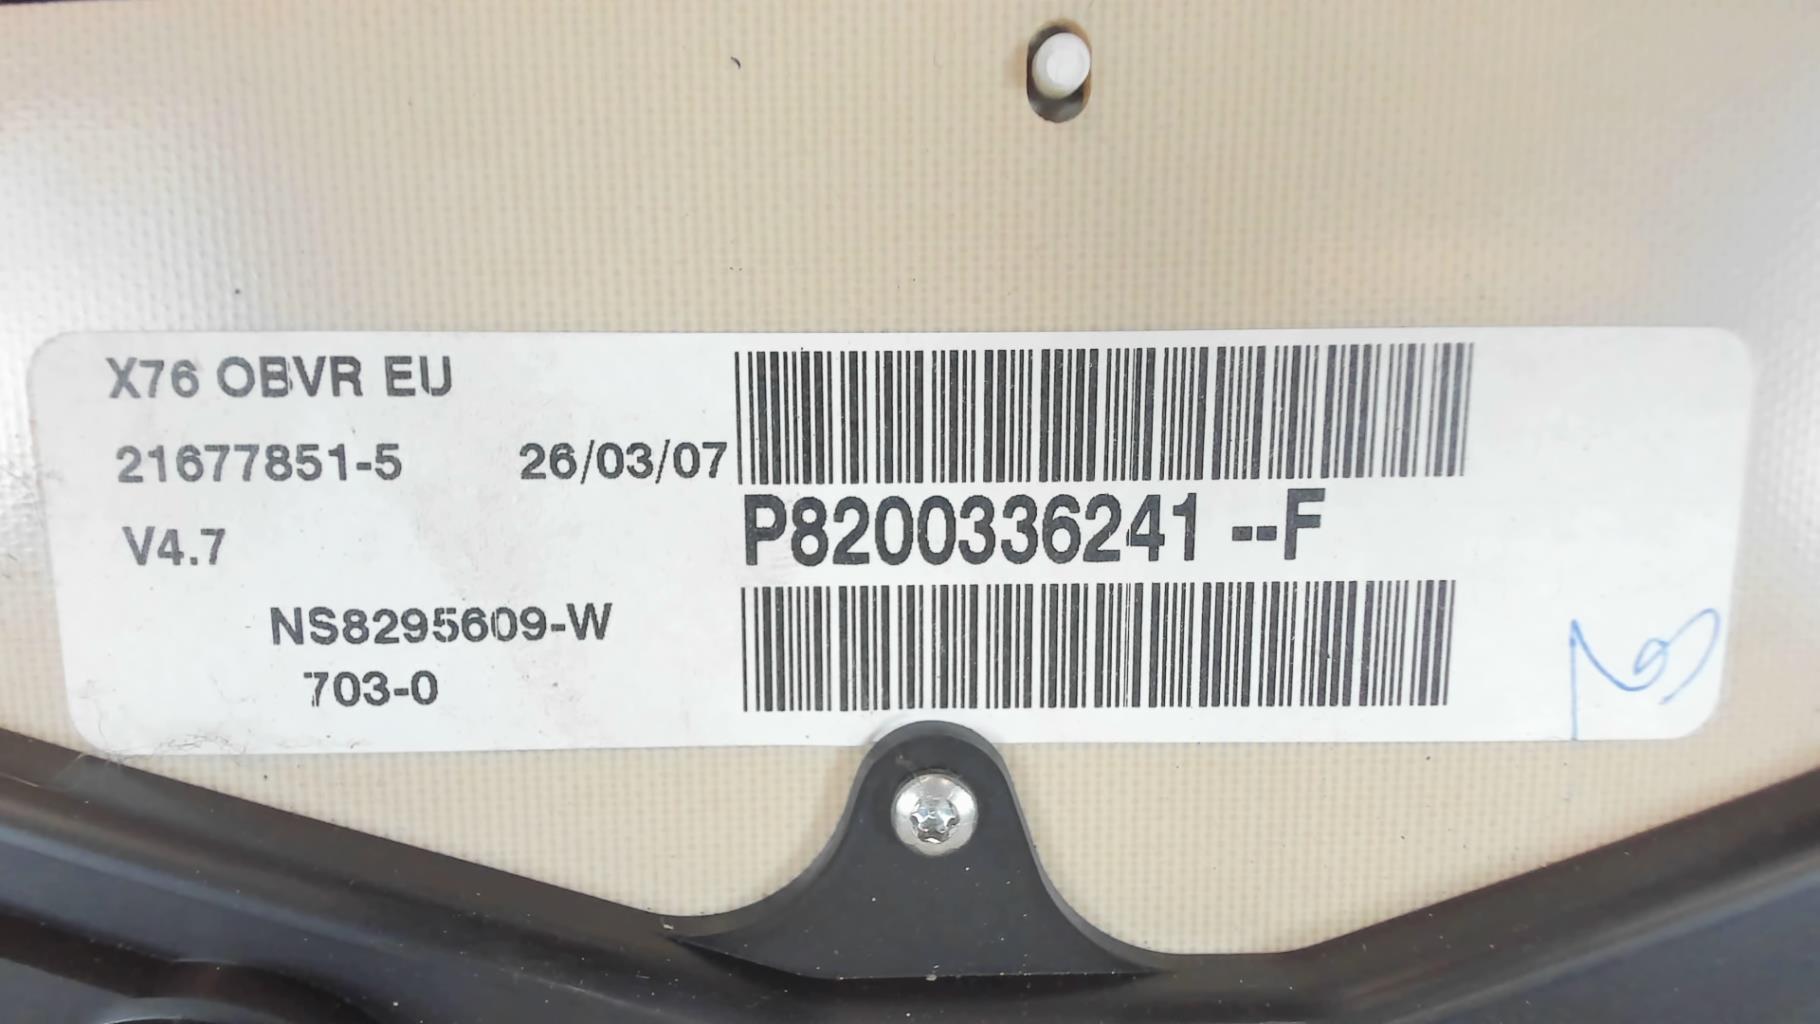 X76 OBVR EU
21677851-5 26/03/07
V4.7
P8200336241 --F
NS8295609-W
703-0